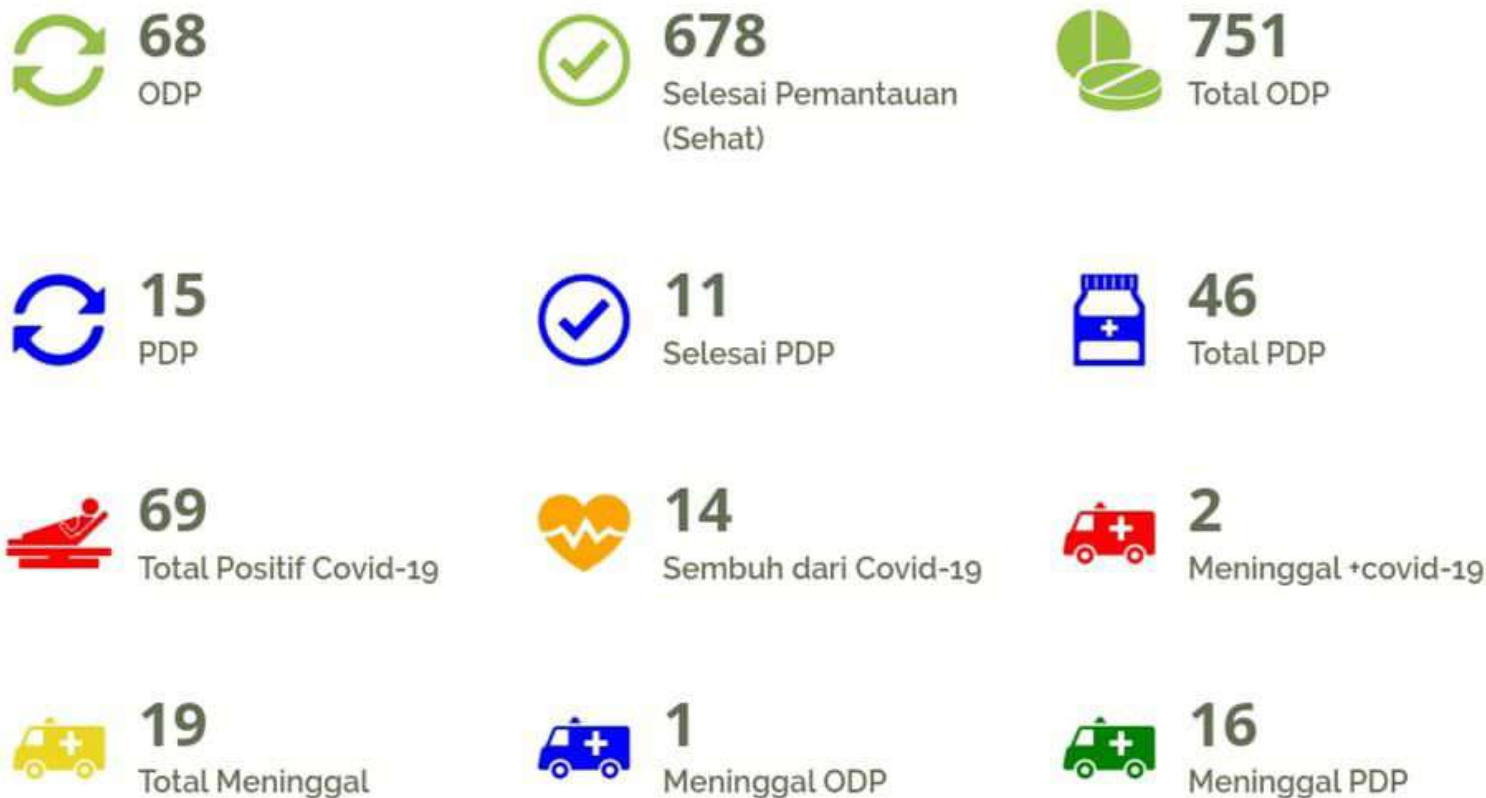 68
ODP
678
Selesai Pemantauan
(Sehat)
751
Total ODP
15
PDP
11
Selesai PDP
46
Total PDP
69
Total Positif Covid-19
14
Sembuh dari Covid-19
2
Meninggal +covid-19
19
Total Meninggal
1
Meninggal ODP
16
Meninggal PDP